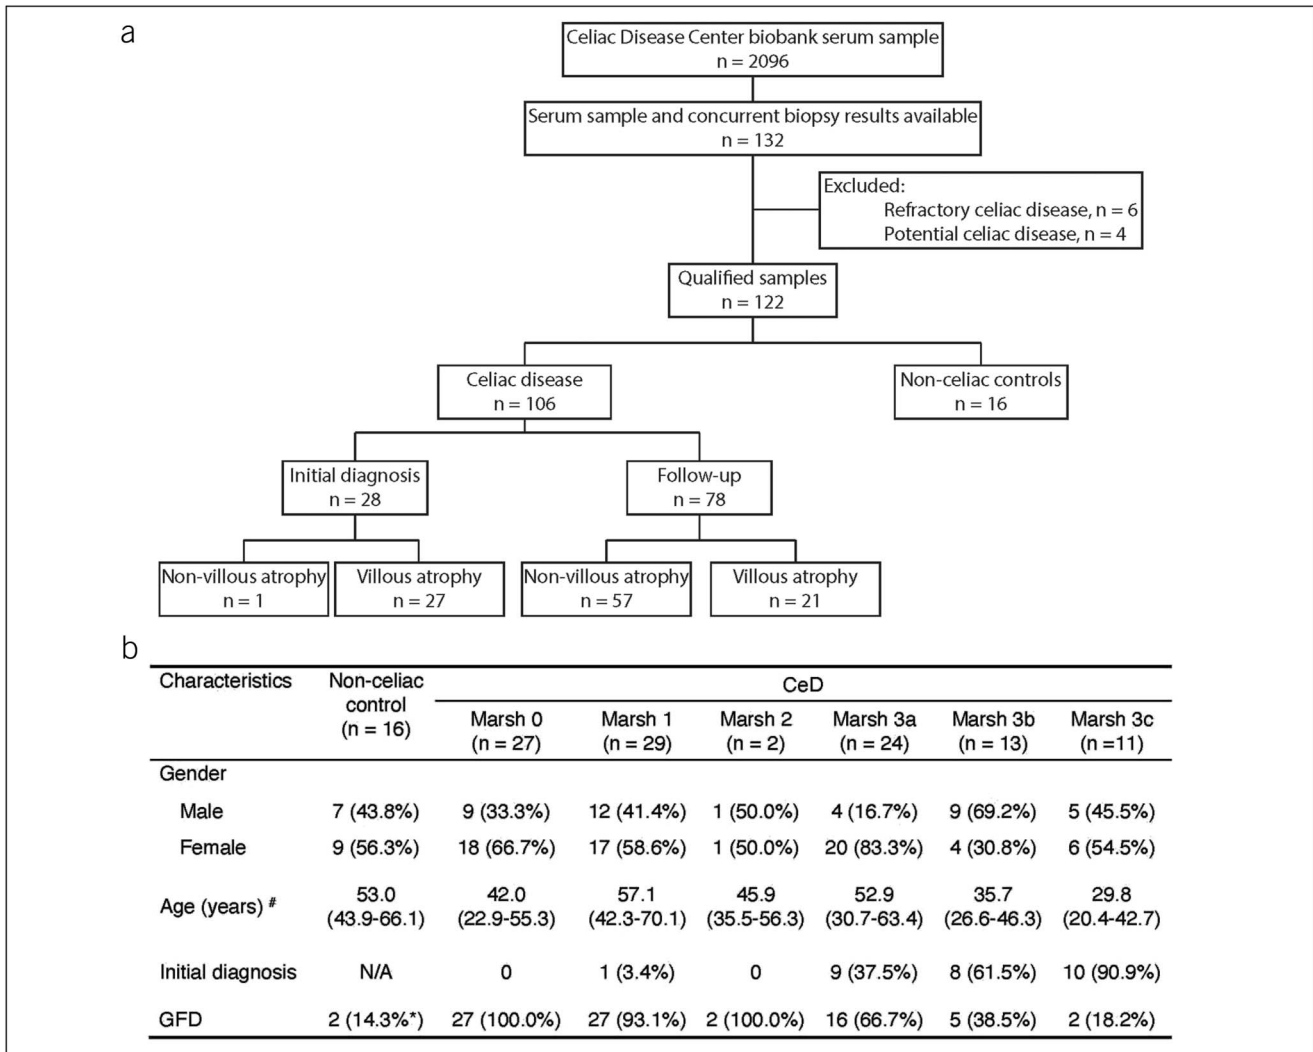 a
Celiac Disease Center biobank serum sample
n = 2096
Serum sample and concurrent biopsy results available
n = 132
Excluded:
Refractory celiac disease, n = 6
Potential celiac disease, n = 4
Qualified samples
n = 122
Celiac disease
n = 106
Non-celiac controls
n = 16
Initial diagnosis
n = 28
Follow-up
n = 78
Non-villous atrophy
n = 1
Villous atrophy
n = 27
Non-villous atrophy
n = 57
Villous atrophy
n = 21
b
Characteristics
Non-celiac
control
(n = 16)
CeD
Marsh 0
(n = 27)
Marsh 1
(n = 29)
Marsh 2
(n = 2)
Marsh 3a
(n = 24)
Marsh 3b
(n = 13)
Marsh 3c
(n =11)
Gender
Male 7 (43.8%) 9 (33.3%) 12 (41.4%) 1 (50.0%) 4 (16.7%) 9 (69.2%) 5 (45.5%)
Female 9 (56.3%) 18 (66.7%) 17 (58.6%) 1 (50.0%) 20 (83.3%) 4 (30.8%) 6 (54.5%)
Age (years) #
53.0 42.0 57.1 45.9 52.9 35.7 29.8
(43.9-66.1) (22.9-55.3) (42.3-70.1) (35.5-56.3) (30.7-63.4) (26.6-46.3) (20.4-42.7)
Initial diagnosis N/A 0 1 (3.4%) 0 9 (37.5%) 8 (61.5%) 10 (90.9%)
GFD 2 (14.3%*) 27 (100.0%) 27 (93.1%) 2 (100.0%) 16 (66.7%) 5 (38.5%) 2 (18.2%)